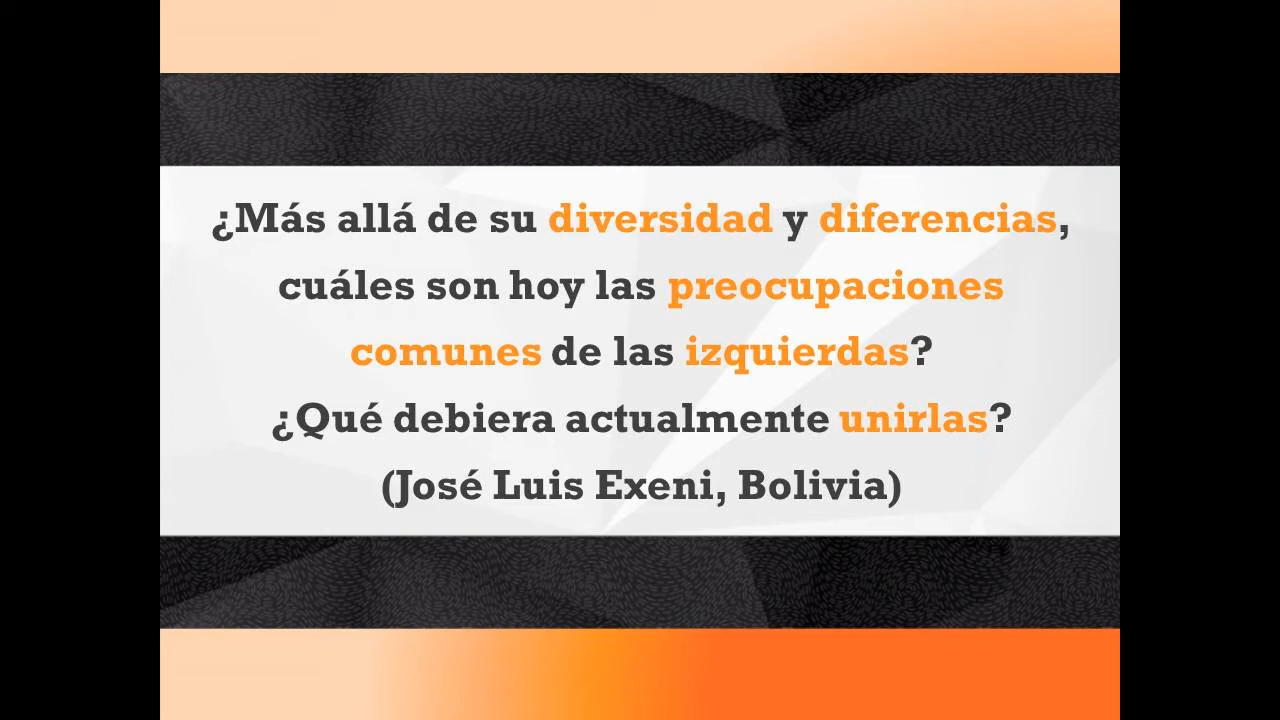 ¿Más allá de su diversidad y diferencias,
cuáles son hoy las preocupaciones
comunes de las izquierdas?
¿Qué debiera actualmente unirlas?
(José Luis Exeni, Bolivia)